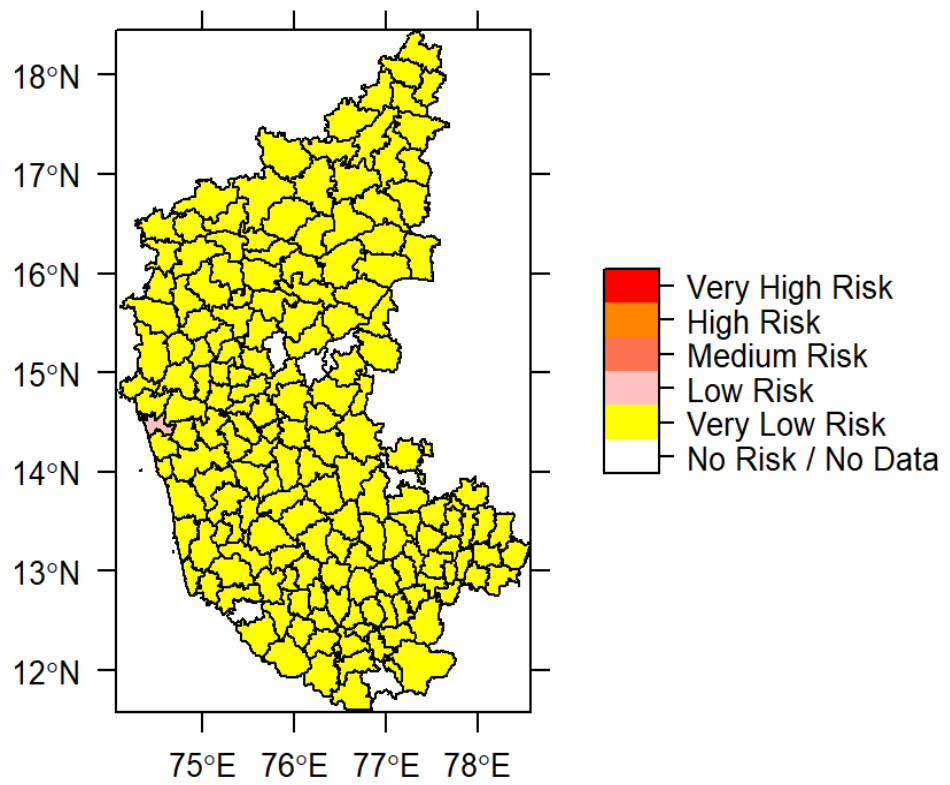 18°N
17°N
16°N
15°N
14°N
13°N
12°N
75°E 76°E 77°E 78°E
Very High Risk
High Risk
Medium Risk
Low Risk
Very Low Risk
No Risk / No Data